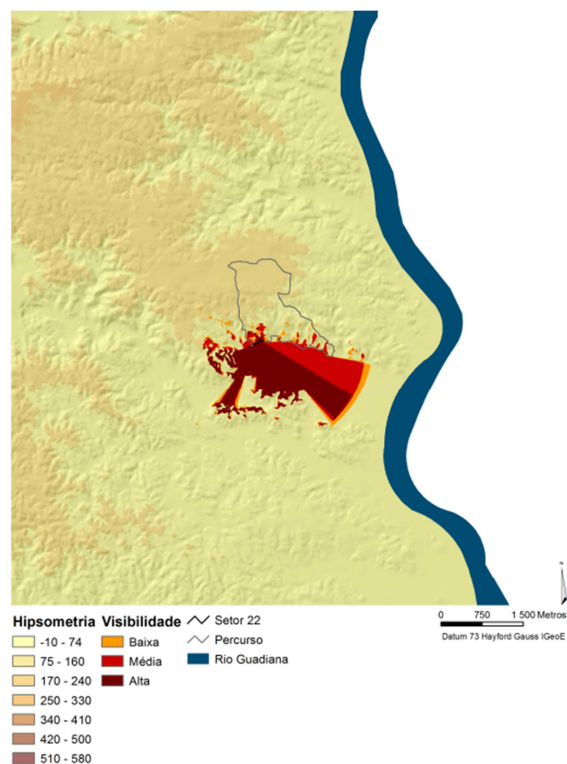 Hipsometria
-10 - 74
75 - 160
170 - 240
250 - 330
340 - 410
420 - 500
510 - 580
Visibilidade
Baixa
Média
Alta
Setor 22
Percurso
Rio Guadiana
N
0 750 1 500 Metros
Datum 73 Hayford Gauss IGeoE